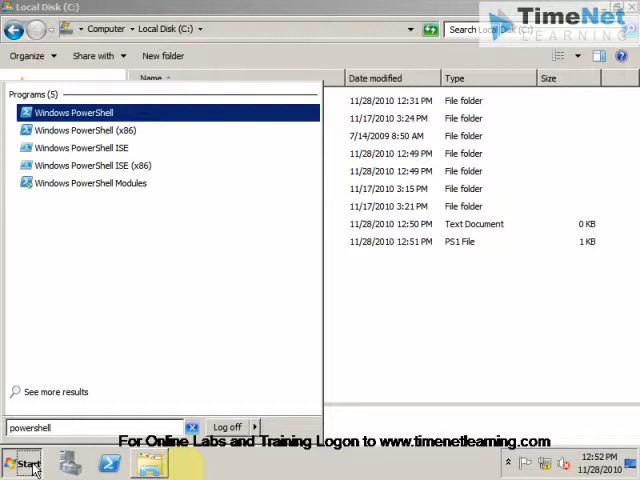 Local Disk (C:)
TimeNet
LEARNING
Computer ▸ Local Disk (C:) ▸
Search Local Disk (C:)
Organize Share with New folder
Name Date modified Type Size
Programs (5)
Windows PowerShell
11/28/2010 12:31 PM File folder
Windows PowerShell (x86)
11/17/2010 3:24 PM File folder
Windows PowerShell ISE
7/14/2009 8:50 AM File folder
11/28/2010 12:49 PM File folder
Windows PowerShell ISE (x86)
11/28/2010 12:49 PM File folder
Windows PowerShell Modules
11/17/2010 3:15 PM File folder
11/17/2010 3:21 PM File folder
11/28/2010 12:50 PM Text Document 0 KB
11/28/2010 12:51 PM PS1 File 1 KB
See more results
powershell
Log off
For Online Labs and Training Logon to www.timenetlearning.com
Start
12:52 PM
11/28/2010